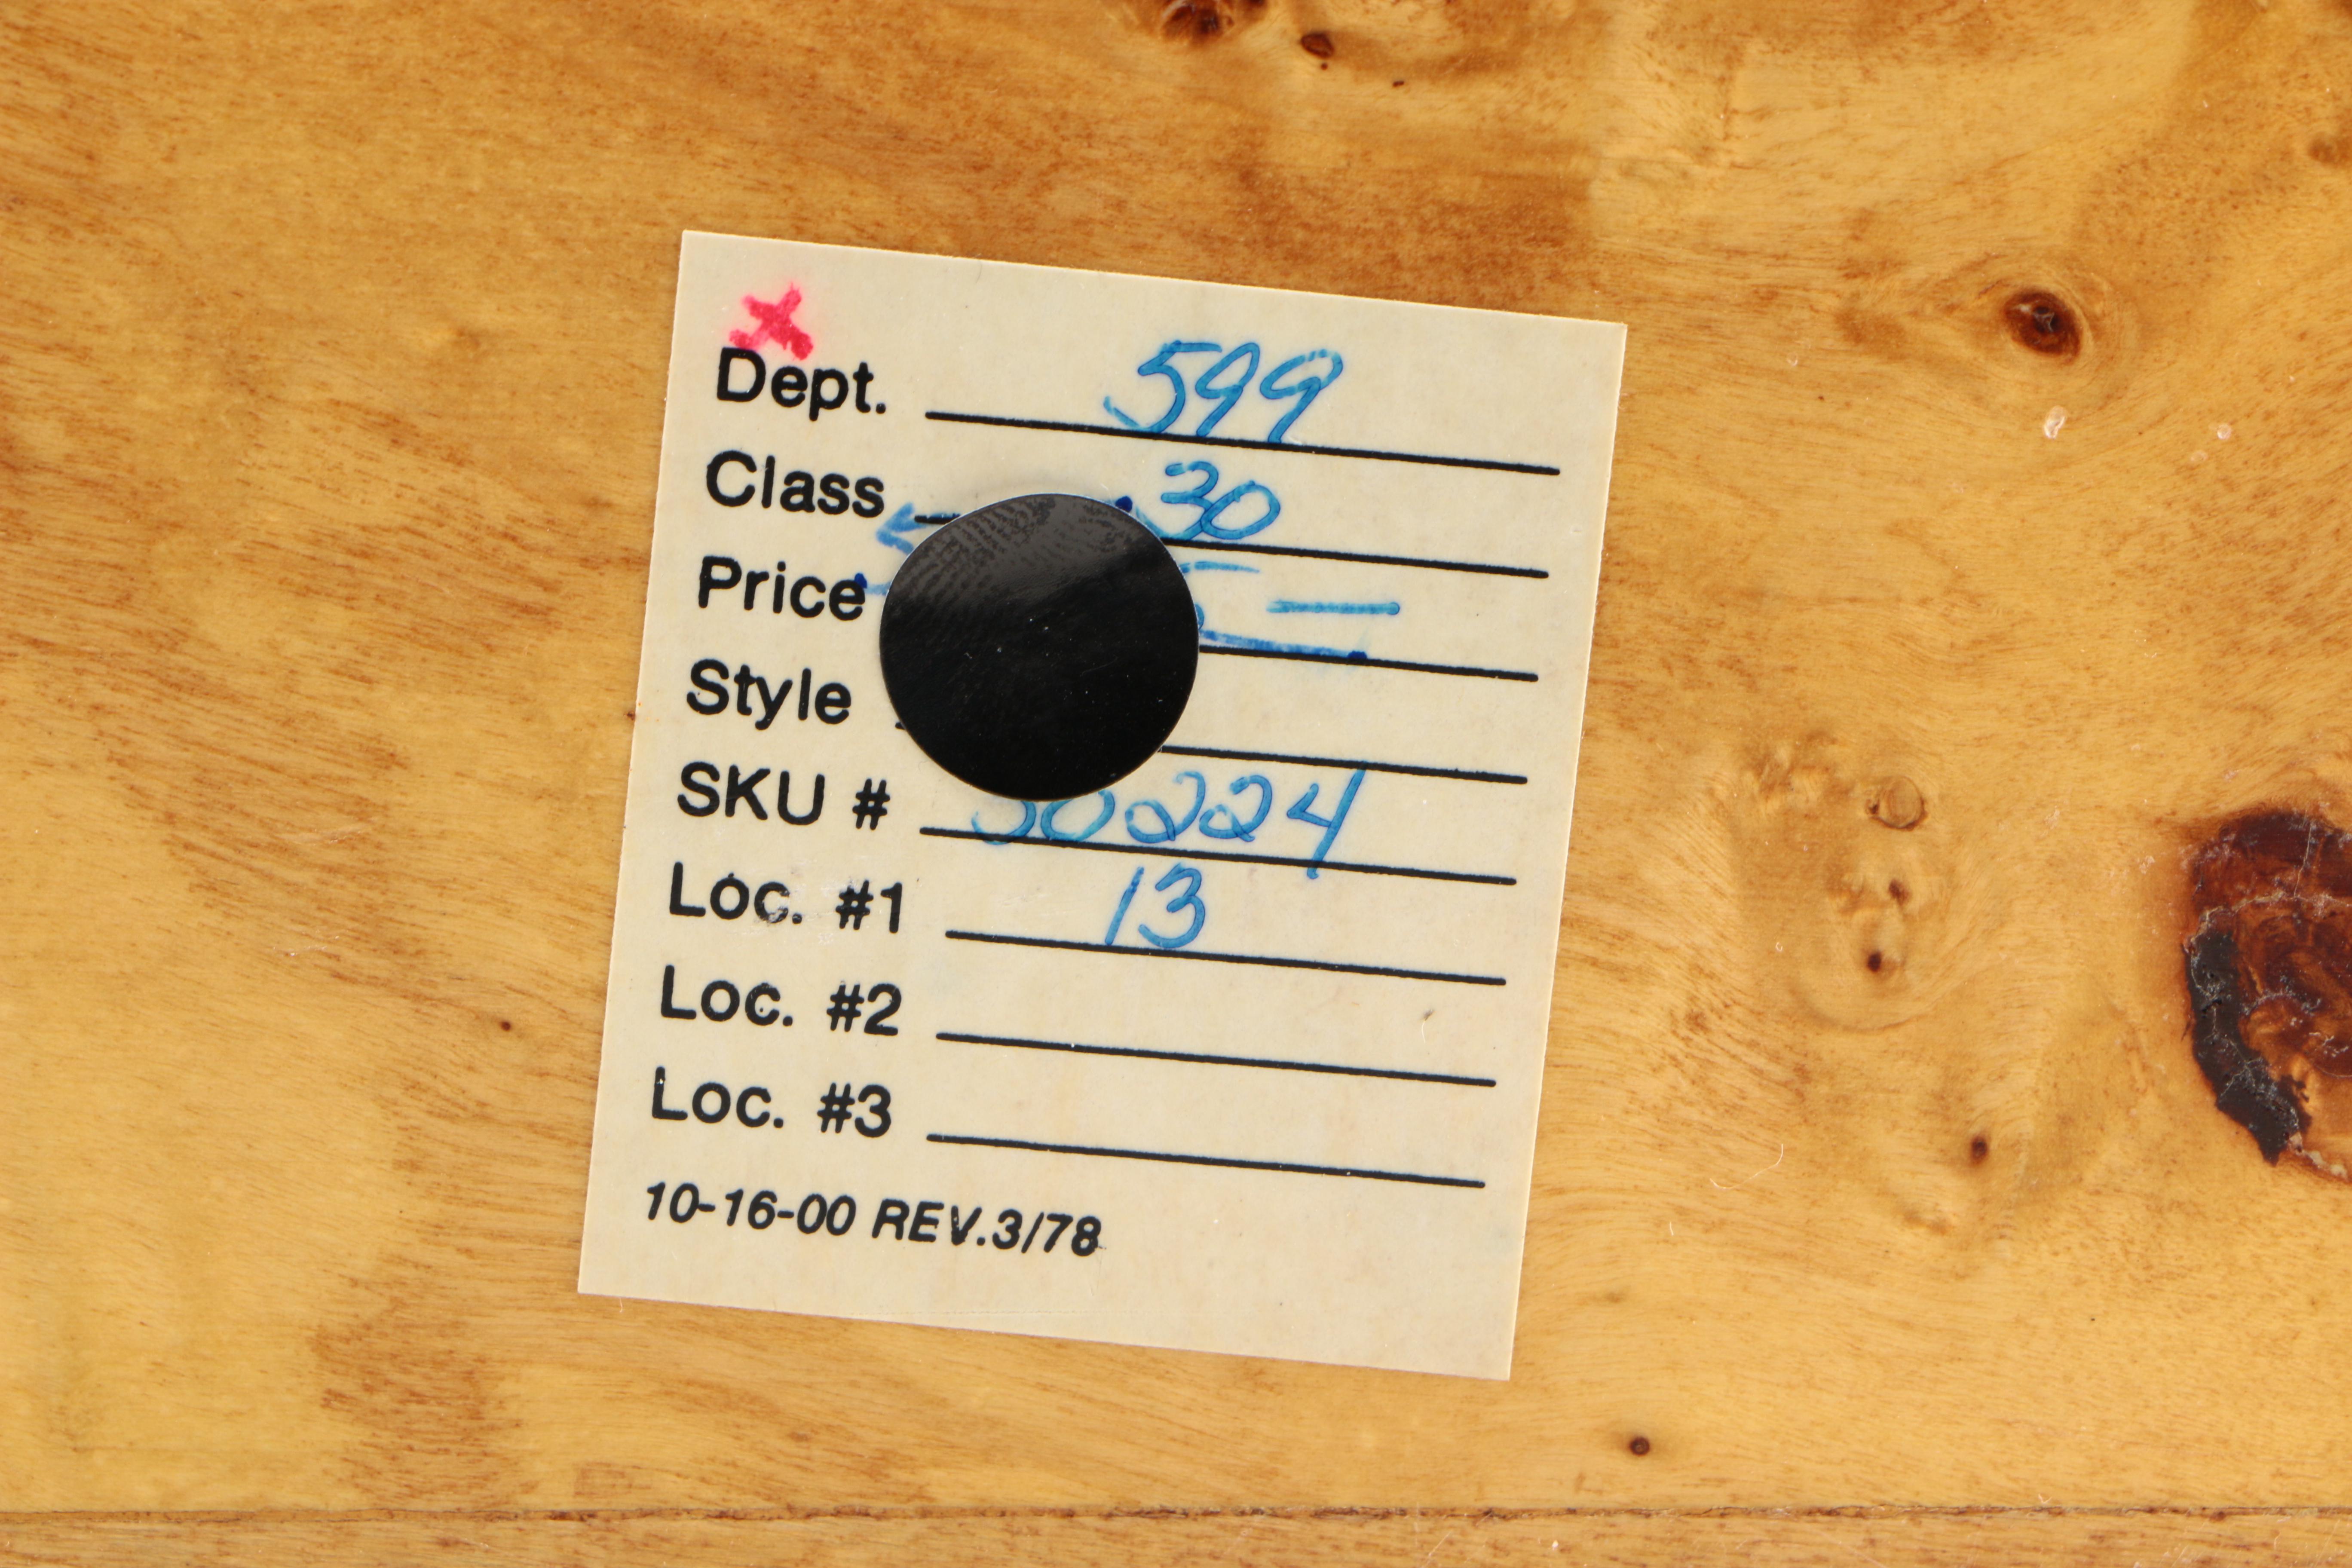 Dept. 599
Class 30
Price
Style
SKU # 30224
Loc. #1 13
Loc. #2
Loc. #3
10-16-00 REV.3/78